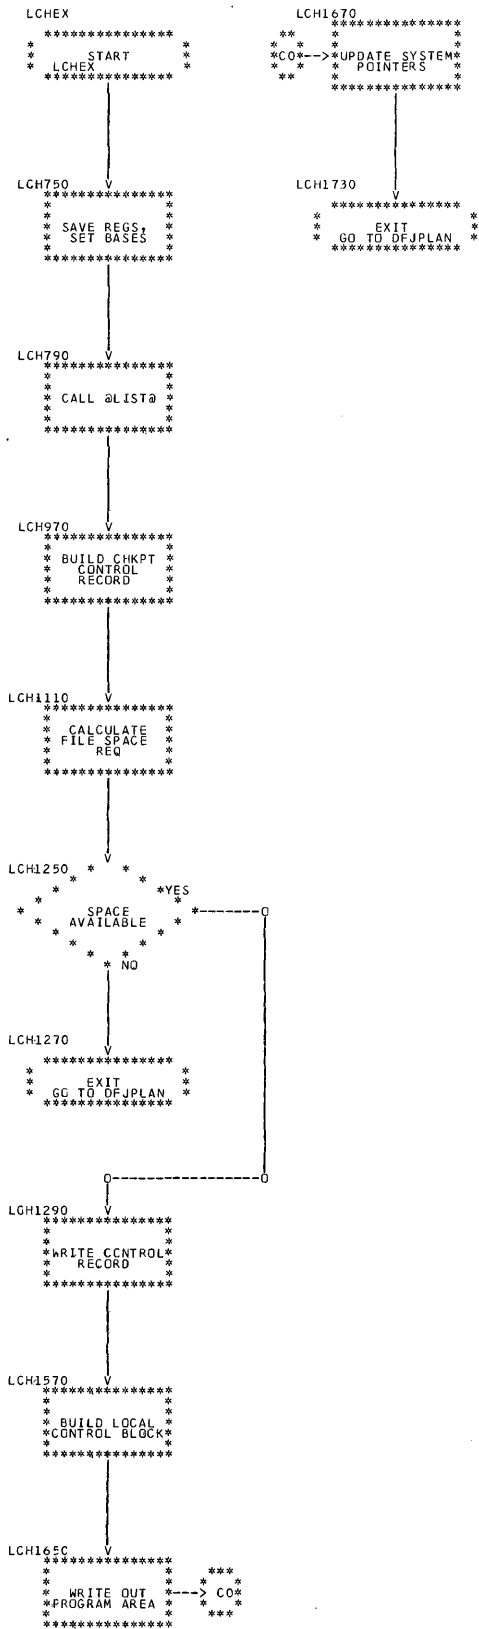 LCHEX
START
LCHEX
LCH750
SAVE REGS,
SET BASES
LCH790
CALL @LIST@
LCH970
BUILD CHKPT
CONTROL
RECORD
LCH1110
CALCULATE
FILE SPACE
REQ
LCH1250
YES
SPACE
AVAILABLE
NO
LCH1270
EXIT
GO TO DFJPLAN
LCH1290
WRITE CONTROL
RECORD
LCH1570
BUILD LOCAL
CONTROL BLOCK
LCH1650
WRITE OUT
PROGRAM AREA
CO
LCH1670
CO
UPDATE SYSTEM
POINTERS
LCH1730
EXIT
GO TO DFJPLAN